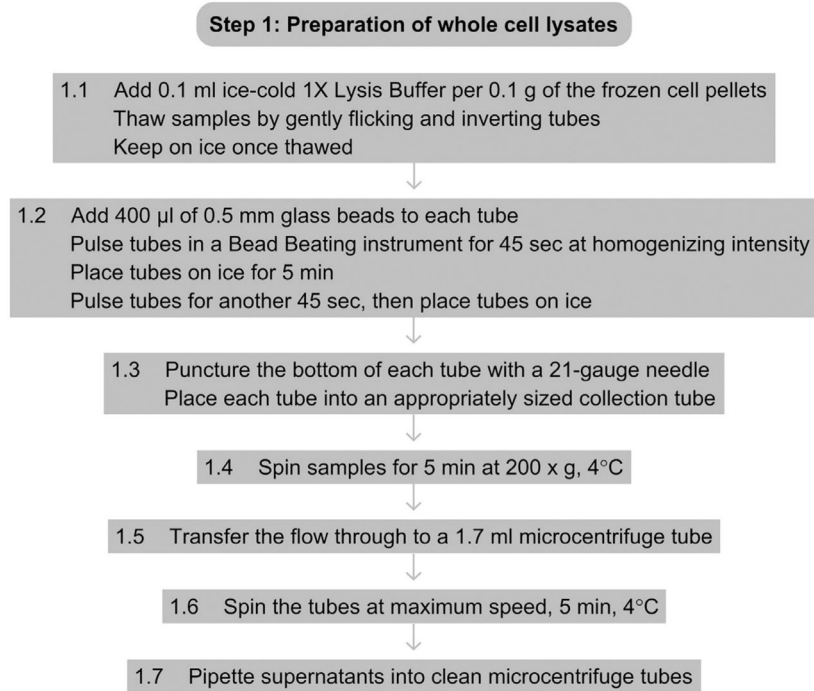 Step 1: Preparation of whole cell lysates
1.1 Add 0.1 ml ice-cold 1X Lysis Buffer per 0.1 g of the frozen cell pellets
Thaw samples by gently flicking and inverting tubes
Keep on ice once thawed
1.2 Add 400 µl of 0.5 mm glass beads to each tube
Pulse tubes in a Bead Beating instrument for 45 sec at homogenizing intensity
Place tubes on ice for 5 min
Pulse tubes for another 45 sec, then place tubes on ice
1.3 Puncture the bottom of each tube with a 21-gauge needle
Place each tube into an appropriately sized collection tube
1.4 Spin samples for 5 min at 200 x g, 4°C
1.5 Transfer the flow through to a 1.7 ml microcentrifuge tube
1.6 Spin the tubes at maximum speed, 5 min, 4°C
1.7 Pipette supernatants into clean microcentrifuge tubes